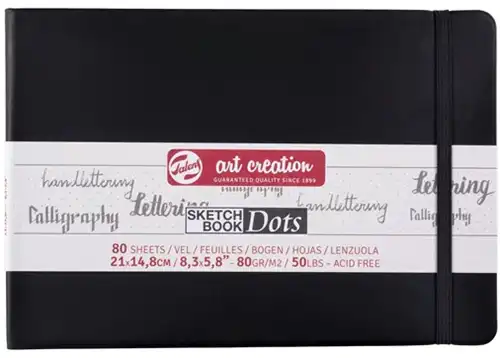 Talens
art creation
GUARANTEED QUALITY SINCE 1899
handlettering
Calligraphy
Lettering
Calligraphy
Lettering
SKETCH
BOOK
Dots
80 SHEETS / VEL / FEUILLES / BOGEN / HOJAS / LENZUOLA
21x14,8CM / 8,3x5,8" - 80GR/M2 / 50LBS - ACID FREE